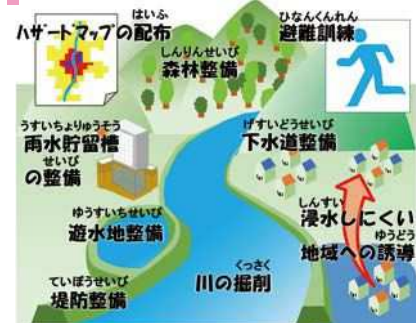 はいふ
ハザードマップの配布
しんりんせいび
森林整備
ひなんくんれん
避難訓練
うすいちょりゅうそう
雨水貯留槽
せいび
の整備
げすいどうせいび
下水道整備
ゆうすいちせいび
遊水地整備
しんすい
浸水しにくい
ゆうどう
地域への誘導
ていぼうせいび
堤防整備
くっさく
川の掘削